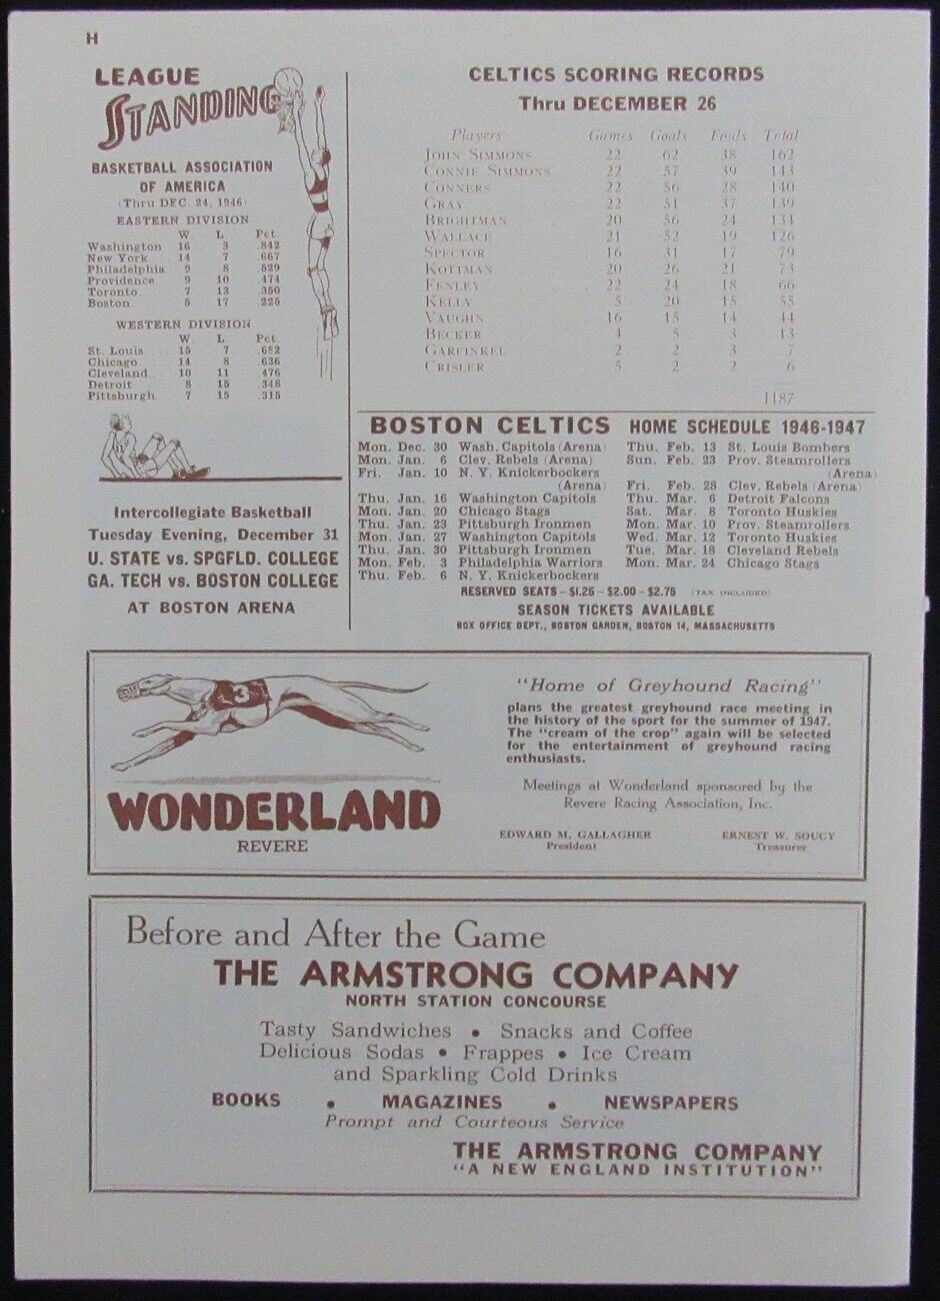 H
LEAGUE
STANDING
BASKETBALL ASSOCIATION
OF AMERICA
(Thru DEC. 24, 1946)
EASTERN DIVISION
W. L. Pct.
Washington 16 3 .842
New York 14 7 .667
Philadelphia 9 8 .529
Providence 9 10 .474
Toronto 7 13 .350
Boston 5 17 .225
WESTERN DIVISION
W. L. Pct.
St. Louis 15 7 .682
Chicago 14 8 .636
Cleveland 10 11 .476
Detroit 8 15 .348
Pittsburgh 7 15 .315
Intercollegiate Basketball
Tuesday Evening, December 31
U. STATE vs. SPGFLD. COLLEGE
GA. TECH vs. BOSTON COLLEGE
AT BOSTON ARENA
CELTICS SCORING RECORDS
Thru DECEMBER 26
Players Games Goals Fouls Total
JOHN SIMMONS 22 62 38 162
CONNIE SIMMONS 22 57 39 143
CONNERS 22 56 28 140
GRAY 22 51 37 139
BRIGHTMAN 20 56 24 134
WALLACE 21 52 19 126
SPECTOR 16 31 17 79
KOTTMAN 20 26 21 73
FENLEY 22 24 18 66
KELLY 5 20 15 55
VAUGHN 16 15 14 44
BECKER 4 5 3 13
GARFINKEL 2 2 3 7
CRISLER 5 2 2 6
1187
BOSTON CELTICS HOME SCHEDULE 1946-1947
Mon. Dec. 30 Wash. Capitols (Arena)
Mon. Jan. 6 Clev. Rebels (Arena)
Fri. Jan. 10 N. Y. Knickerbockers
(Arena)
Thu. Jan. 16 Washington Capitols
Mon. Jan. 20 Chicago Stags
Thu. Jan. 23 Pittsburgh Ironmen
Mon. Jan. 27 Washington Capitols
Thu. Jan. 30 Pittsburgh Ironmen
Mon. Feb. 3 Philadelphia Warriors
Thu. Feb. 6 N. Y. Knickerbockers
Thu. Feb. 13 St. Louis Bombers
Sun. Feb. 23 Prov. Steamrollers
(Arena)
Fri. Feb. 28 Clev. Rebels (Arena)
Thu. Mar. 6 Detroit Falcons
Sat. Mar. 8 Toronto Huskies
Mon. Mar. 10 Prov. Steamrollers
Wed. Mar. 12 Toronto Huskies
Tue. Mar. 18 Cleveland Rebels
Mon. Mar. 24 Chicago Stags
RESERVED SEATS - $1.25 - $2.00 - $2.75 (TAX INCLUDED)
SEASON TICKETS AVAILABLE
BOX OFFICE DEPT., BOSTON GARDEN, BOSTON 14, MASSACHUSETTS
3
WONDERLAND
REVERE
"Home of Greyhound Racing"
plans the greatest greyhound race meeting in
the history of the sport for the summer of 1947.
The "cream of the crop" again will be selected
for the entertainment of greyhound racing
enthusiasts.
Meetings at Wonderland sponsored by the
Revere Racing Association, Inc.
EDWARD M. GALLAGHER ERNEST W. SOUCY
President Treasurer
Before and After the Game
THE ARMSTRONG COMPANY
NORTH STATION CONCOURSE
Tasty Sandwiches • Snacks and Coffee
Delicious Sodas • Frappes • Ice Cream
and Sparkling Cold Drinks
BOOKS • MAGAZINES • NEWSPAPERS
Prompt and Courteous Service
THE ARMSTRONG COMPANY
"A NEW ENGLAND INSTITUTION"